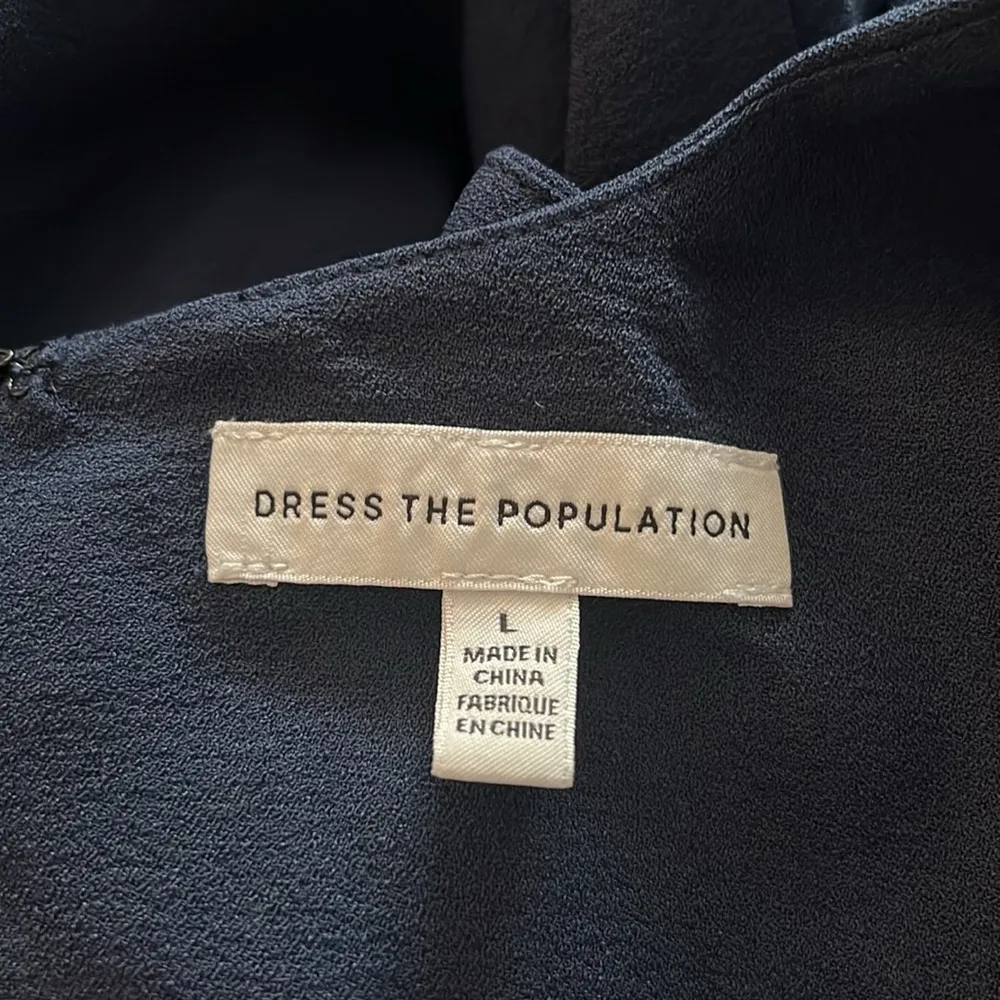 DRESS THE POPULATION
L
MADE IN
CHINA
FABRIQUE
EN CHINE